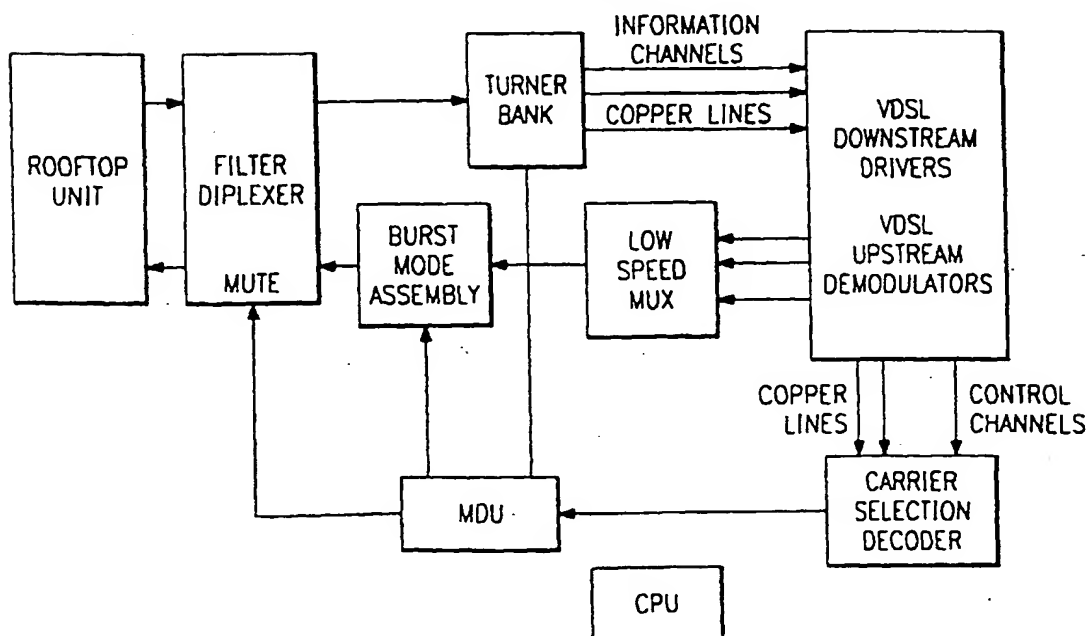 INFORMATION
CHANNELS
COPPER LINES
ROOFTOP
UNIT
FILTER
DIPLEXER
MUTE
TURNER
BANK
BURST
MODE
ASSEMBLY
LOW
SPEED
MUX
VDSL
DOWNSTREAM
DRIVERS
VDSL
UPSTREAM
DEMODULATORS
COPPER
LINES
CONTROL
CHANNELS
MDU
CARRIER
SELECTION
DECODER
CPU